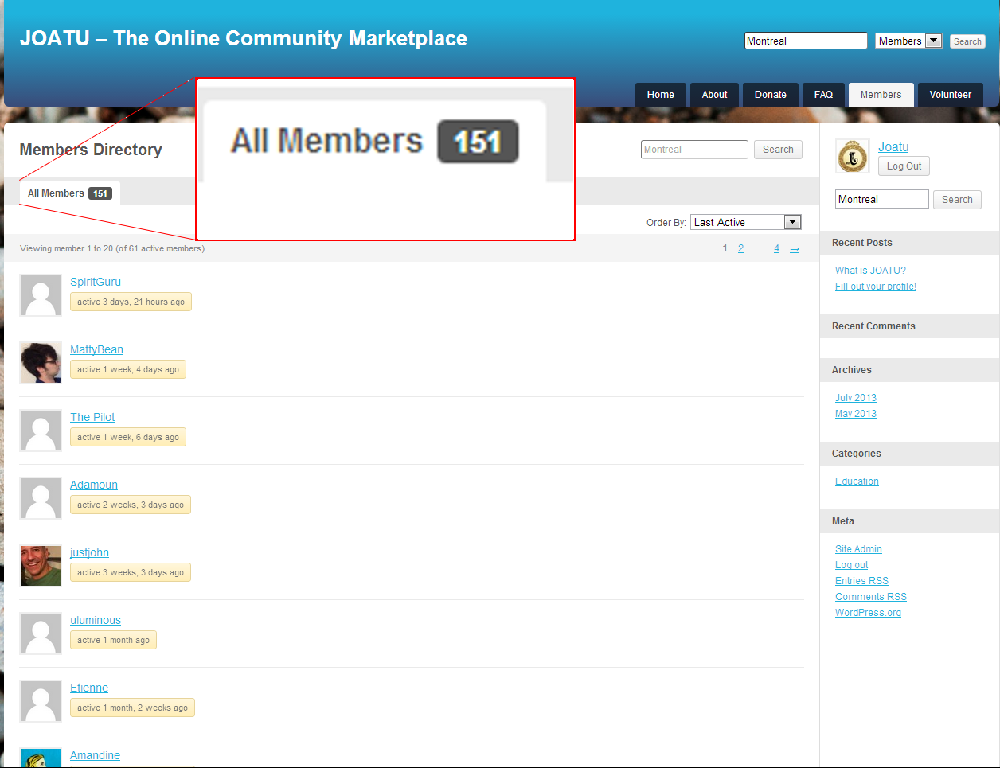 JOATU – The Online Community Marketplace
Montreal
Members
Search
Home
About
Donate
FAQ
Members
Volunteer
All Members 151
Members Directory
Montreal
Search
All Members 151
Order By: Last Active
Viewing member 1 to 20 (of 61 active members)
1 2 … 4 →
SpiritGuru
active 3 days, 21 hours ago
MattyBean
active 1 week, 4 days ago
The Pilot
active 1 week, 6 days ago
Adamoun
active 2 weeks, 3 days ago
justjohn
active 3 weeks, 3 days ago
uluminous
active 1 month ago
Etienne
active 1 month, 2 weeks ago
Amandine
Joatu
Log Out
Montreal
Search
Recent Posts
What is JOATU?
Fill out your profile!
Recent Comments
Archives
July 2013
May 2013
Categories
Education
Meta
Site Admin
Log out
Entries RSS
Comments RSS
WordPress.org